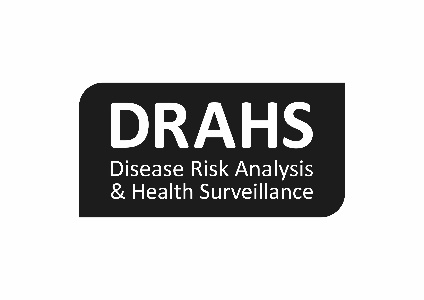 DRAHS
Disease Risk Analysis
& Health Surveillance